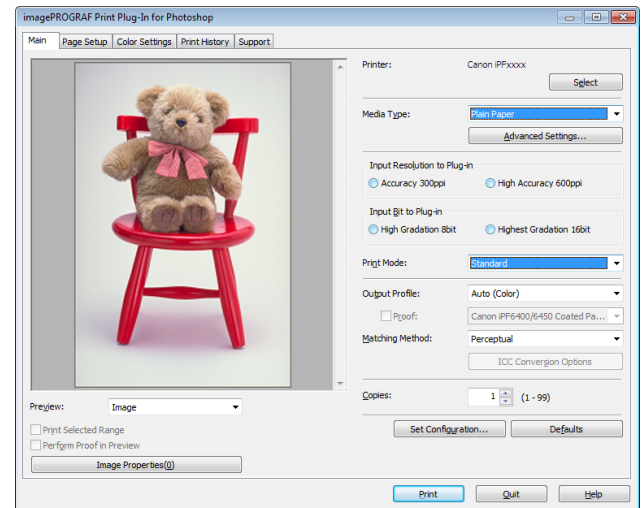 imagePROGRAF Print Plug-In for Photoshop
Main Page Setup Color Settings Print History Support
Printer: Canon iPFxxxx
Select
Media Type: Plain Paper
Advanced Settings...
Input Resolution to Plug-in
Accuracy 300ppi High Accuracy 600ppi
Input Bit to Plug-in
High Gradation 8bit Highest Gradation 16bit
Print Mode: Standard
Output Profile: Auto (Color)
Proof: Canon iPF6400/6450 Coated Pa...
Matching Method: Perceptual
ICC Convergion Options
Copies: 1 (1 - 99)
Preview: Image
Print Selected Range
Perform Proof in Preview
Image Properties(0)
Set Configuration... Defaults
Print Quit Help